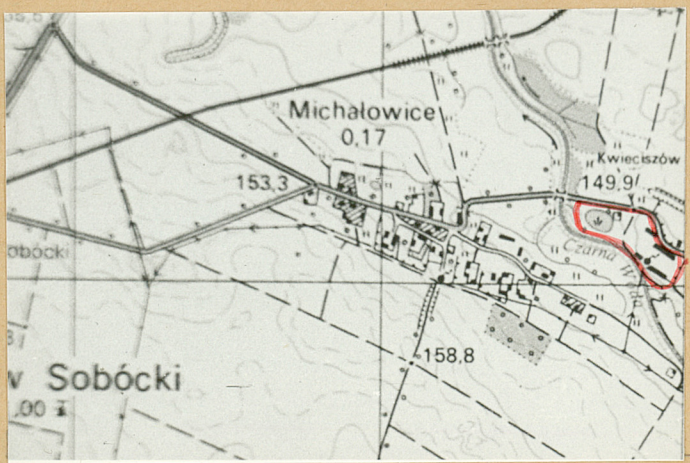 Michałowice
0,17
Kwieciszów
153,3
149,9
Czarna Woda
obócki
158,8
w Sobócki
,00